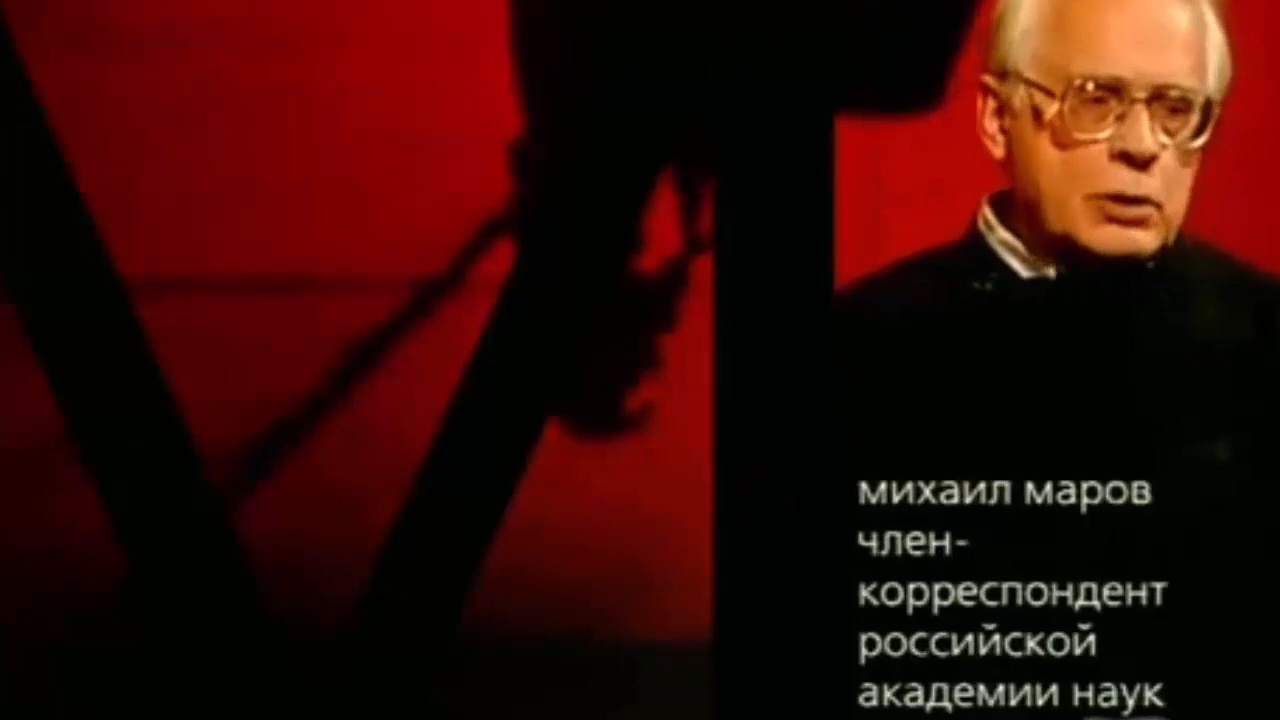 михаил маров
член-
корреспондент
российской
академии наук